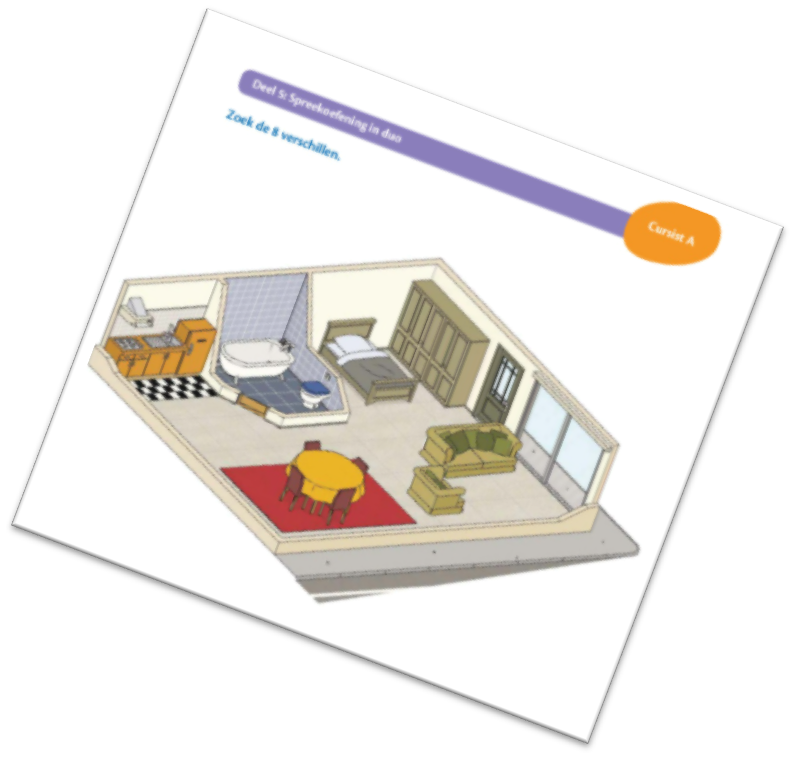 Deel 5: Spreekoefening in duo
Zoek de 8 verschillen.
Cursist A